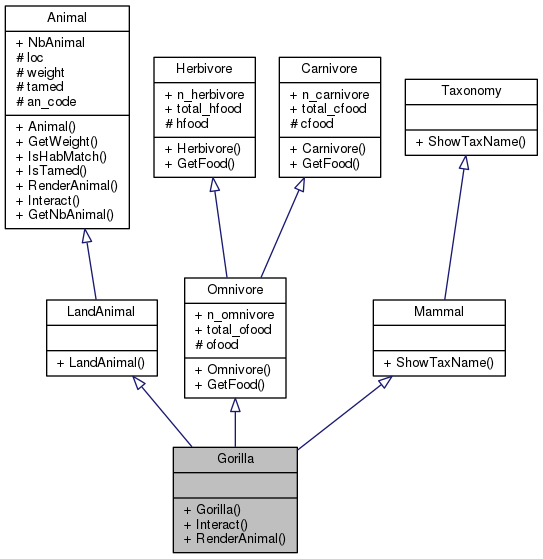 Animal
+ NbAnimal
# loc
# weight
# tamed
# an_code
+ Animal()
+ GetWeight()
+ IsHabMatch()
+ IsTamed()
+ RenderAnimal()
+ Interact()
+ GetNbAnimal()
Herbivore
+ n_herbivore
+ total_hfood
# hfood
+ Herbivore()
+ GetFood()
Carnivore
+ n_carnivore
+ total_cfood
# cfood
+ Carnivore()
+ GetFood()
Taxonomy
+ ShowTaxName()
LandAnimal
+ LandAnimal()
Omnivore
+ n_omnivore
+ total_ofood
# ofood
+ Omnivore()
+ GetFood()
Mammal
+ ShowTaxName()
Gorilla
+ Gorilla()
+ Interact()
+ RenderAnimal()